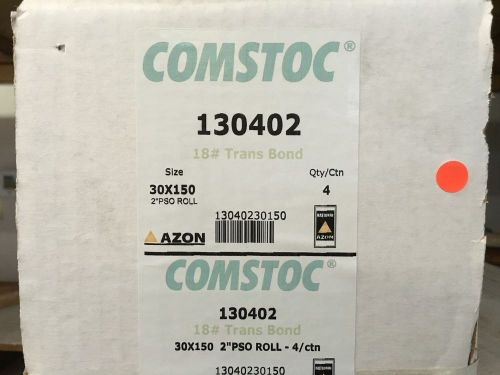 COMSTOC®
130402
18# Trans Bond
Size Qty/Ctn
30X150 4
2"PSO ROLL
13040230150
AZON
AZON
COMSTOC®
130402
18# Trans Bond
30X150 2"PSO ROLL - 4/ctn
13040230150